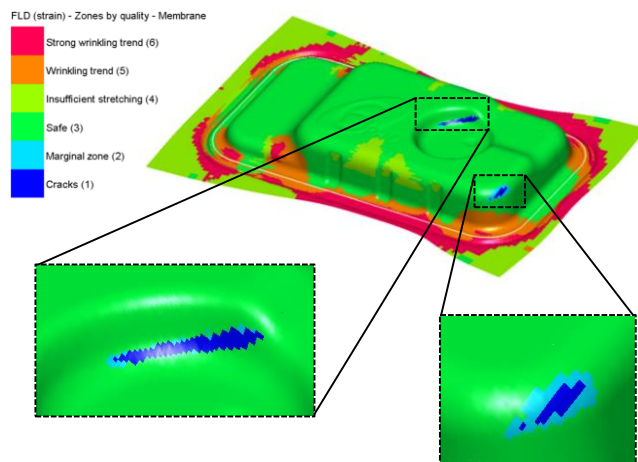 FLD (strain) - Zones by quality - Membrane
Strong wrinkling trend (6)
Wrinkling trend (5)
Insufficient stretching (4)
Safe (3)
Marginal zone (2)
Cracks (1)